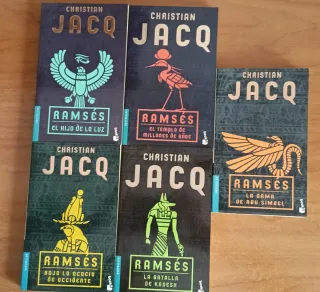 CHRISTIAN
JACQ
RAMSÉS
EL HIJO DE LA LUZ
CHRISTIAN
JACQ
RAMSÉS
EL TEMPLO DE
MILLONES DE AÑOS
CHRISTIAN
JACQ
RAMSÉS
LA DAMA DE ABU SIMBEL
CHRISTIAN
JACQ
RAMSÉS
BAJO LA ACACIA DE OCCIDENTE
CHRISTIAN
JACQ
RAMSÉS
LA BATALLA DE KADESH